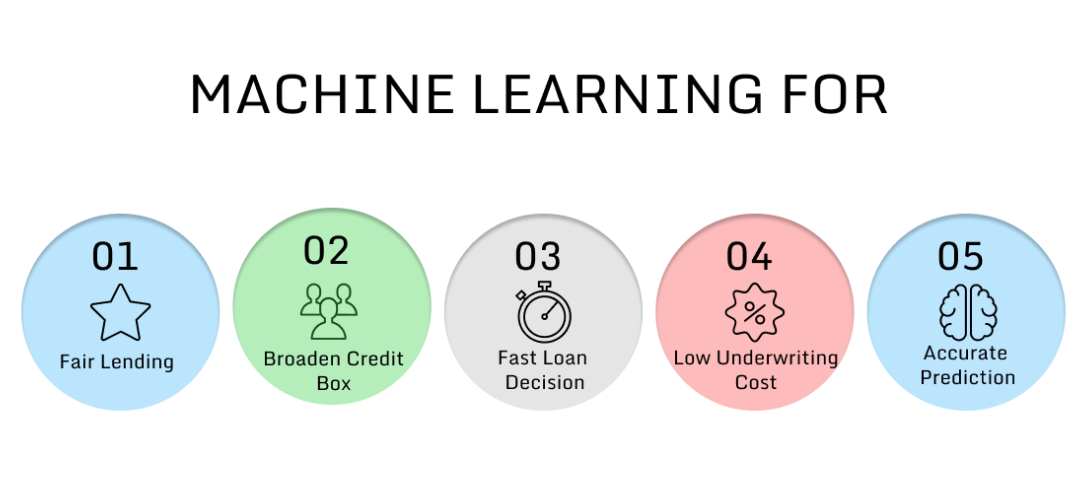 MACHINE LEARNING FOR
01
Fair Lending
02
Broaden Credit
Box
03
Fast Loan
Decision
04
%
Low Underwriting
Cost
05
Accurate
Prediction